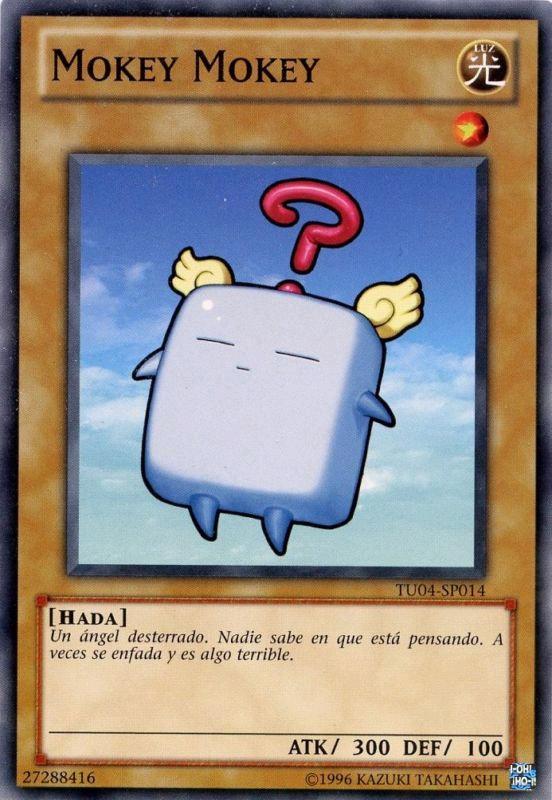 Mokey Mokey
LUZ
光
?
TU04-SP014
[Hada]
Un ángel desterrado. Nadie sabe en que está pensando. A
veces se enfada y es algo terrible.
ATK/ 300 DEF/ 100
27288416
©1996 KAZUKI TAKAHASHI